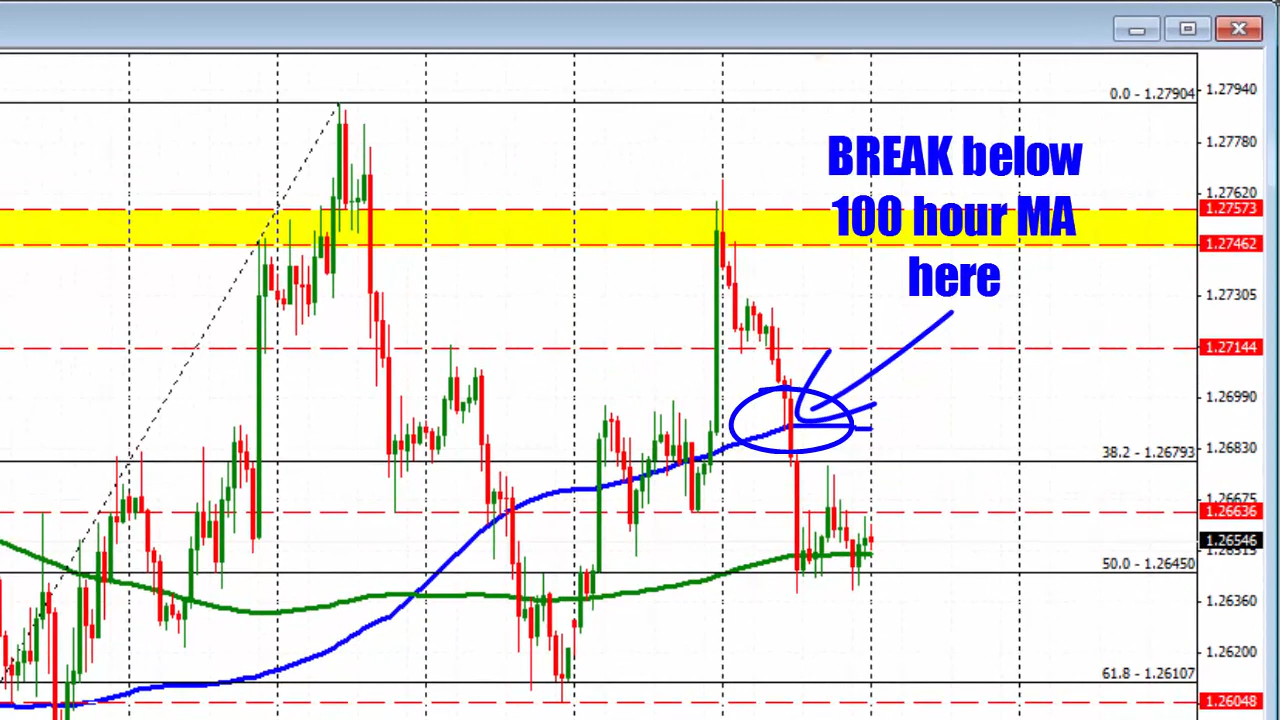 1.27940
0.0 - 1.27904
1.27780
BREAK below
1.27620
1.27573
100 hour MA
1.27462
here
1.27305
1.27144
1.26990
1.26830
38.2 - 1.26793
1.26675
1.26636
1.26546
1.26515
50.0 - 1.26450
1.26360
1.26200
61.8 - 1.26107
1.26048